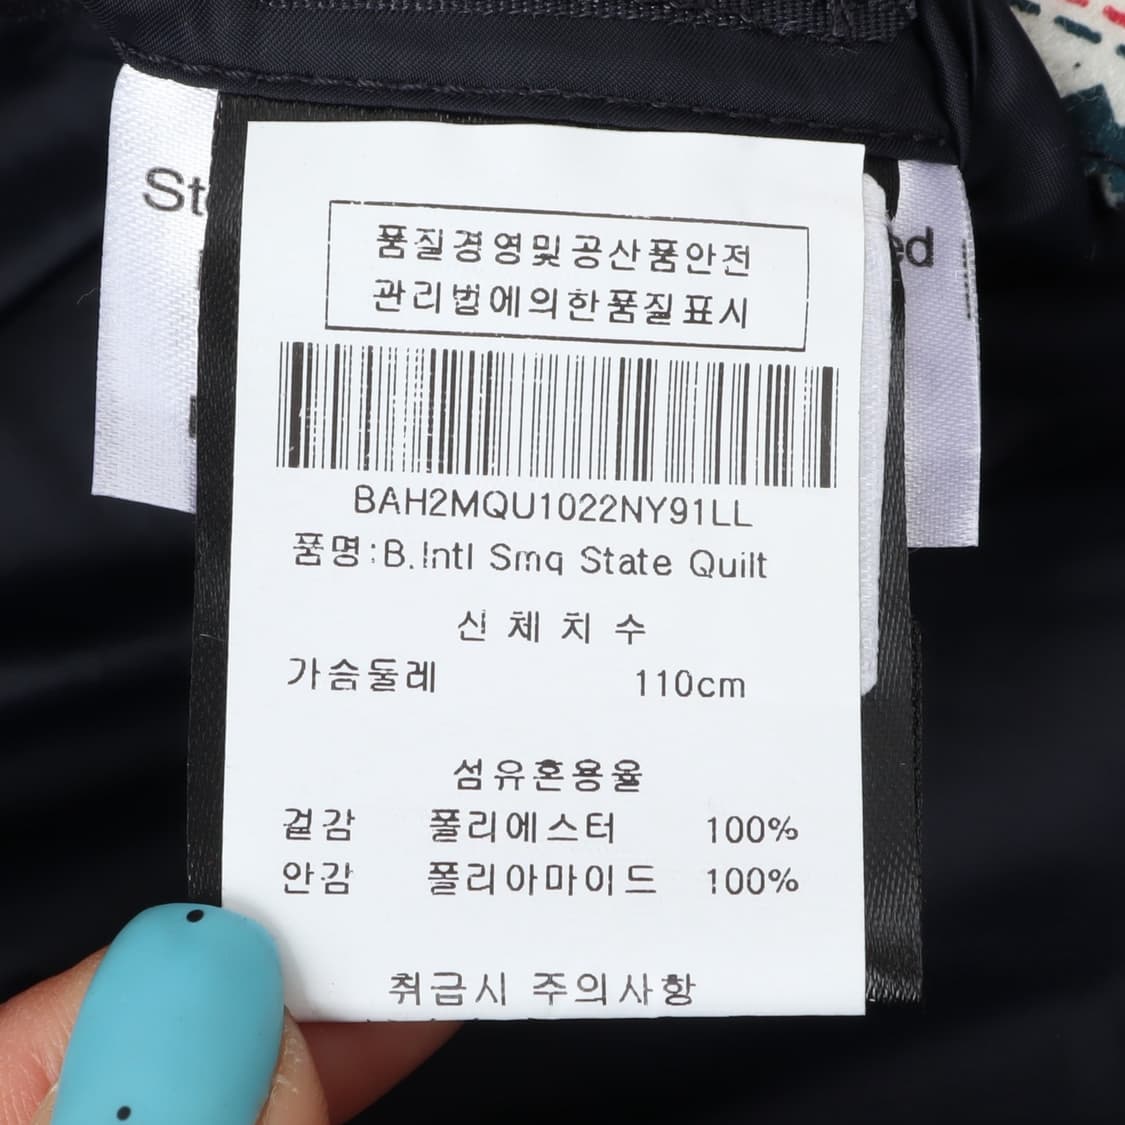 품질경영및공산품안전
관리법에의한품질표시
BAH2MQU1022NY91LL
품명:B.Intl Smq State Quilt
신체치수
가슴둘레 110cm
섬유혼용율
겉감 폴리에스터 100%
안감 폴리아마이드 100%
취급시 주의사항